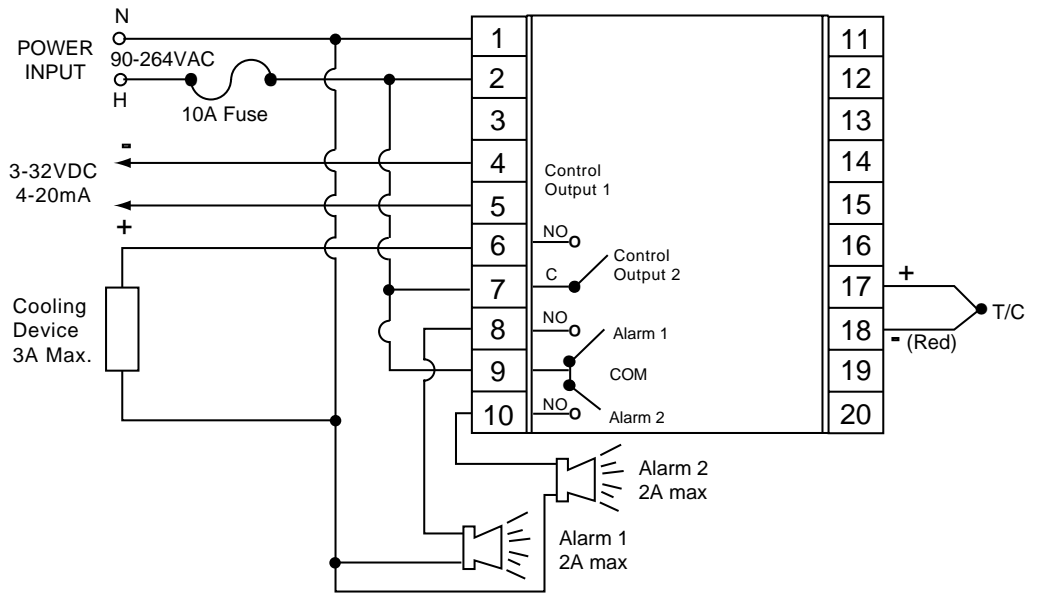 N
POWER
INPUT
90-264VAC
H
10A Fuse
-
3-32VDC
4-20mA
+
Cooling
Device
3A Max.
1
2
3
4
5
6
7
8
9
10
Control
Output 1
NO
Control
Output 2
C
NO
Alarm 1
COM
NO
Alarm 2
11
12
13
14
15
16
17
18
19
20
+
T/C
- (Red)
Alarm 2
2A max
Alarm 1
2A max